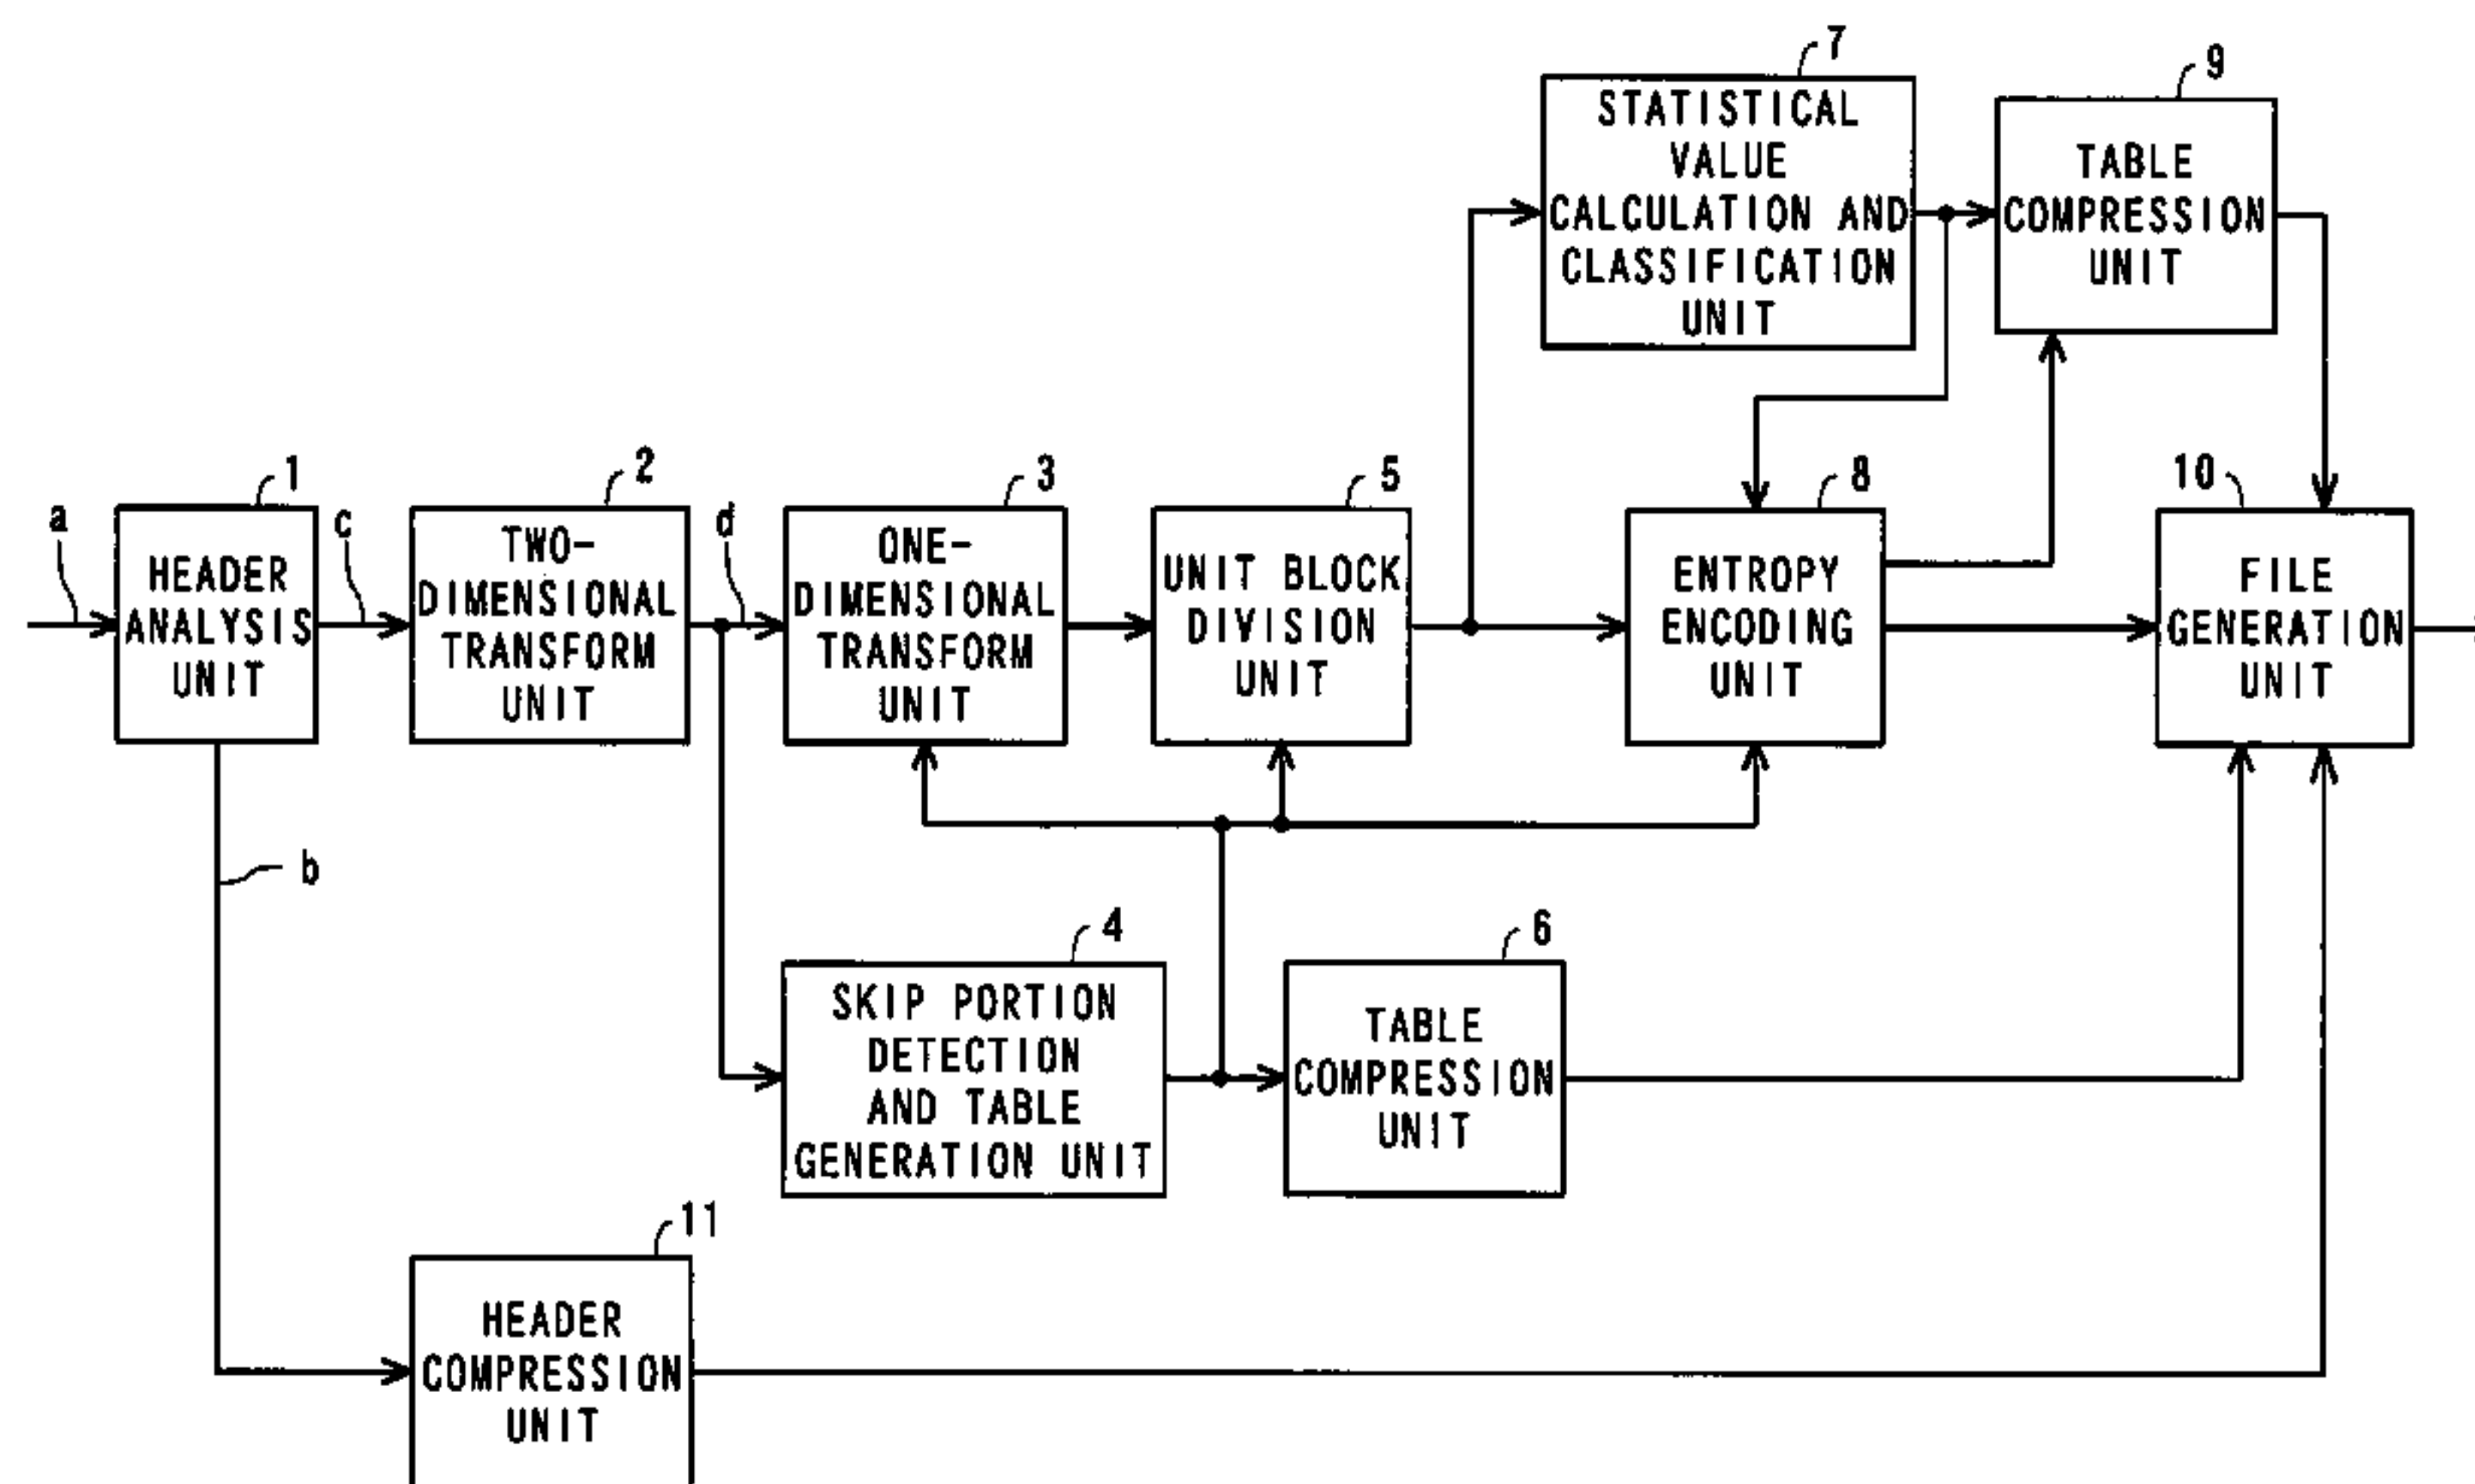 7
STATISTICAL
VALUE
CALCULATION AND
CLASSIFICATION
UNIT
9
TABLE
COMPRESSION
UNIT
a
1
HEADER
ANALYSIS
UNIT
c
2
TWO-
DIMENSIONAL
TRANSFORM
UNIT
d
3
ONE-
DIMENSIONAL
TRANSFORM
UNIT
5
UNIT BLOCK
DIVISION
UNIT
8
ENTROPY
ENCODING
UNIT
10
FILE
GENERATION
UNIT
b
4
SKIP PORTION
DETECTION
AND TABLE
GENERATION UNIT
6
TABLE
COMPRESSION
UNIT
11
HEADER
COMPRESSION
UNIT